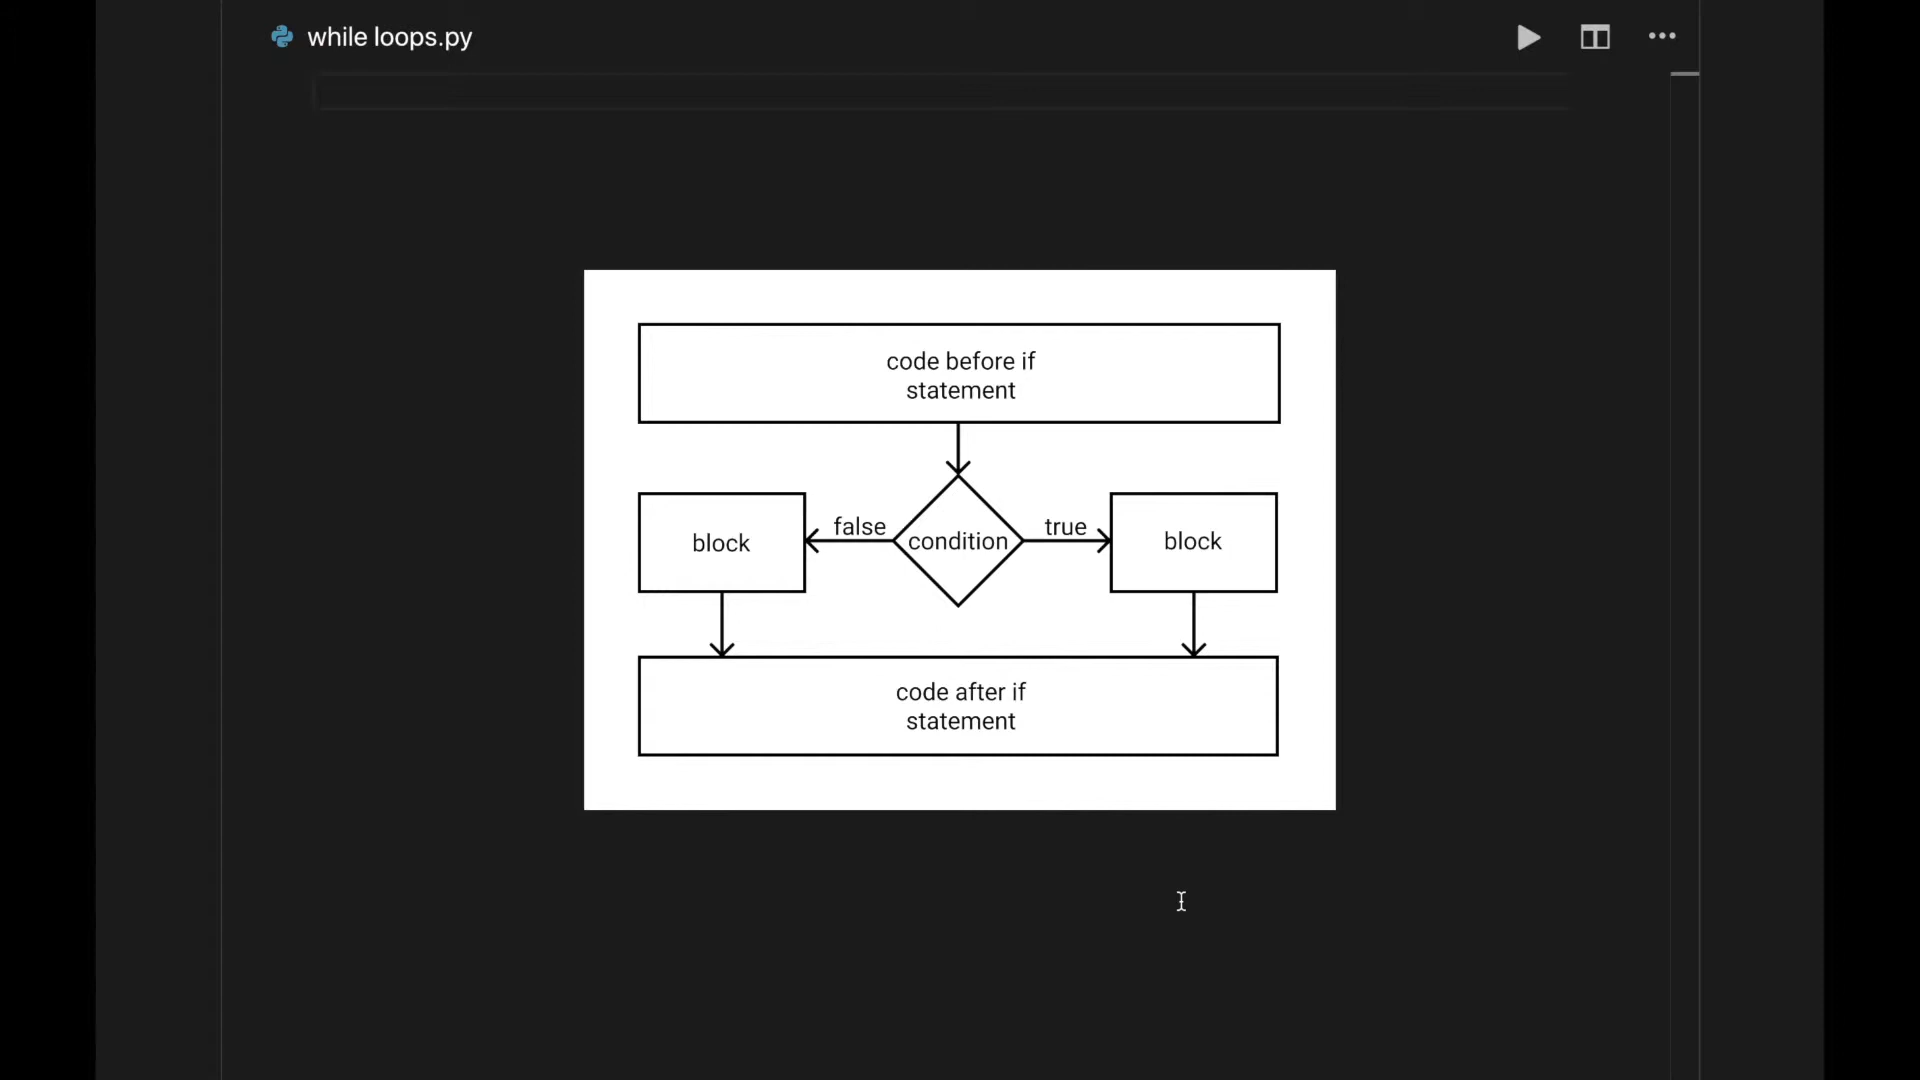 while loops.py
code before if
statement
block
false
condition
true
block
code after if
statement